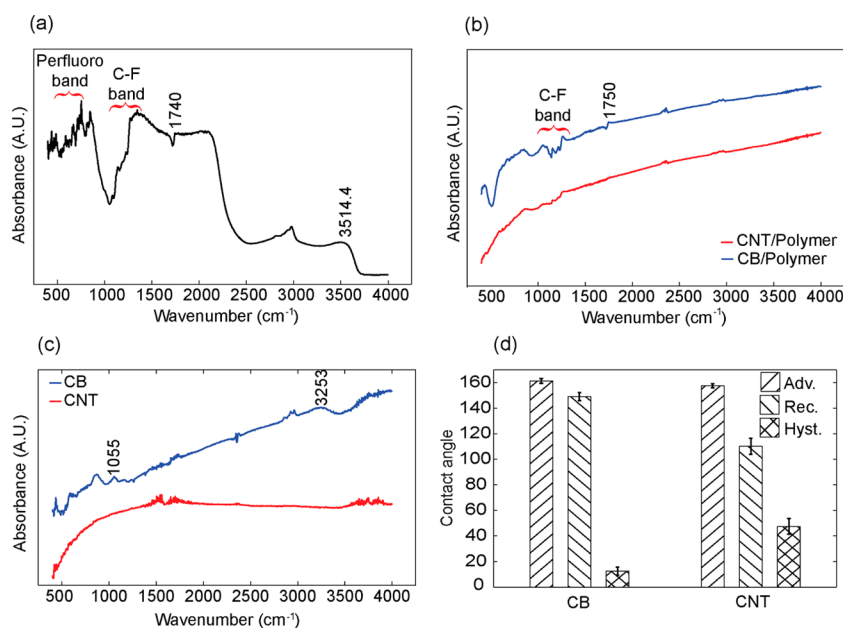 (a)
Perfluoro
band
C-F
band
1740
3514.4
Absorbance (A.U.)
500 1000 1500 2000 2500 3000 3500 4000
Wavenumber (cm⁻¹)
(b)
C-F
band
1750
Absorbance (A.U.)
CNT/Polymer
CB/Polymer
500 1000 1500 2000 2500 3000 3500 4000
Wavenumber (cm⁻¹)
(c)
CB
CNT
1055
3253
Absorbance (A.U.)
500 1000 1500 2000 2500 3000 3500 4000
Wavenumber (cm⁻¹)
(d)
Adv.
Rec.
Hyst.
Contact angle
160
140
120
100
80
60
40
20
0
CB CNT